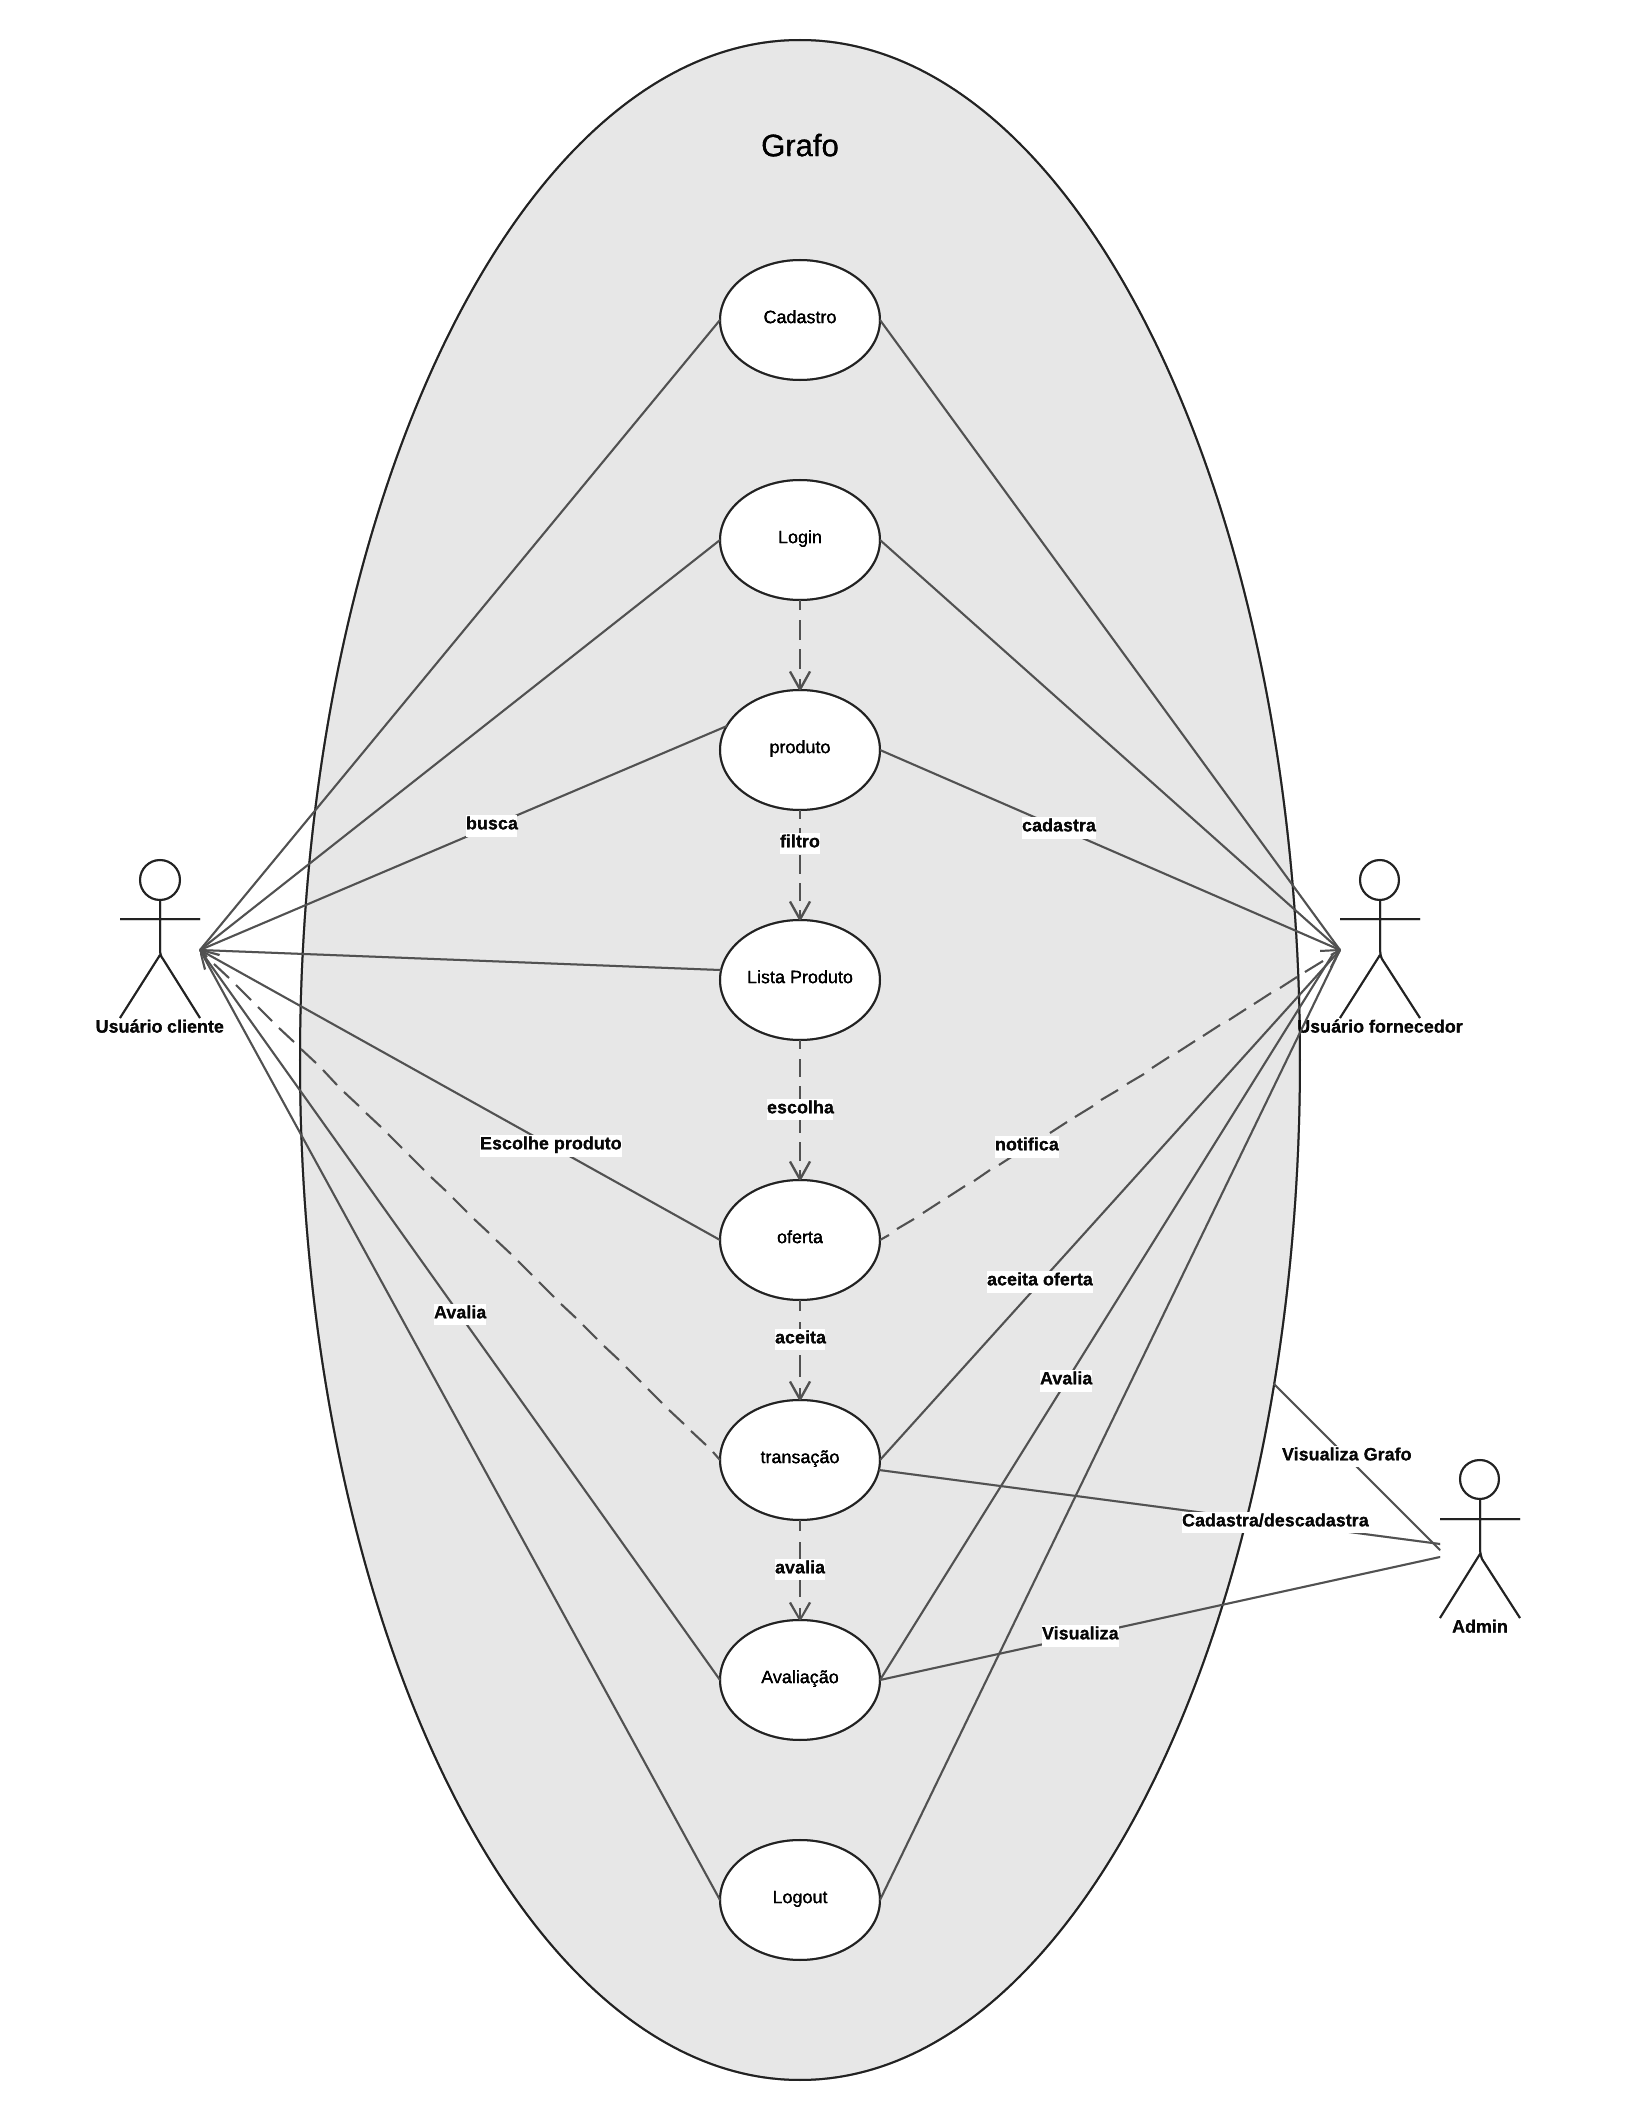 Grafo
Cadastro
Login
produto
busca
cadastra
filtro
Lista Produto
Usuário cliente
Usuário fornecedor
escolha
Escolhe produto
notifica
oferta
aceita oferta
Avalia
aceita
Avalia
transação
Visualiza Grafo
Cadastra/descadastra
avalia
Admin
Visualiza
Avaliação
Logout